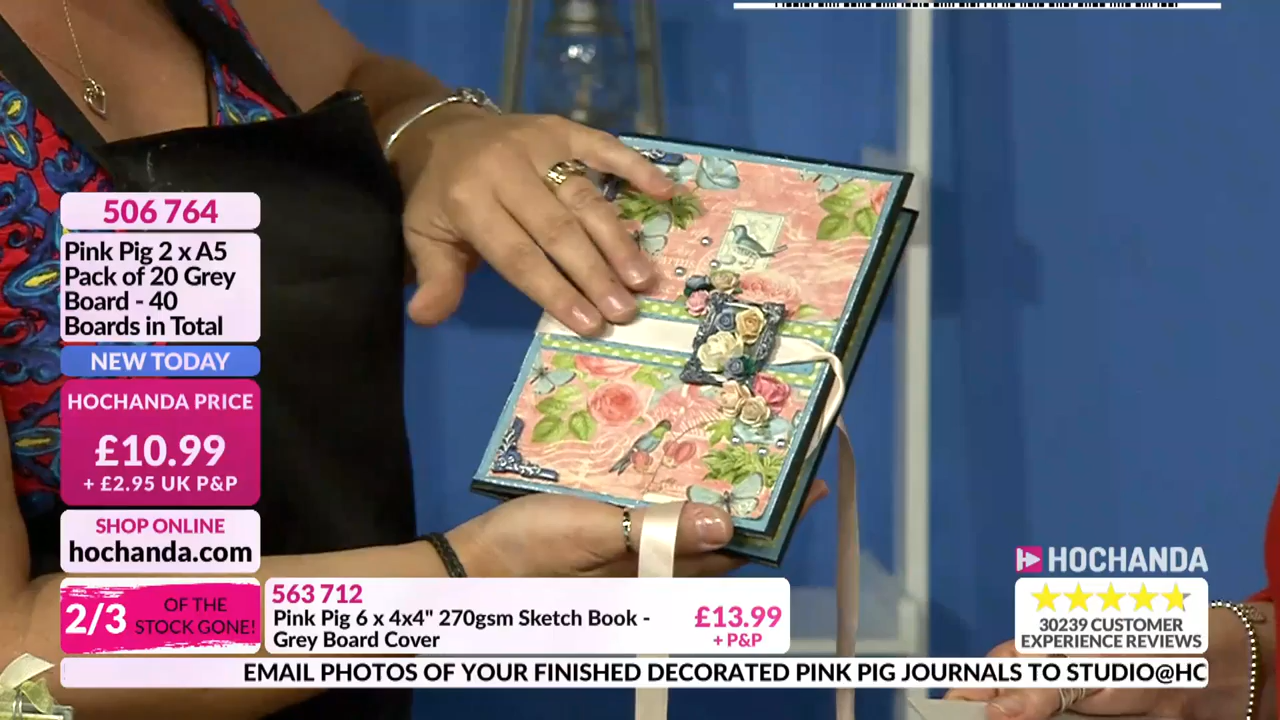 506 764
Pink Pig 2 x A5
Pack of 20 Grey
Board - 40
Boards in Total
NEW TODAY
HOCHANDA PRICE
£10.99
+ £2.95 UK P&P
SHOP ONLINE
hochanda.com
2/3 OF THE
STOCK GONE!
563 712
Pink Pig 6 x 4x4" 270gsm Sketch Book -
Grey Board Cover
£13.99
+ P&P
HOCHANDA
30239 CUSTOMER
EXPERIENCE REVIEWS
EMAIL PHOTOS OF YOUR FINISHED DECORATED PINK PIG JOURNALS TO STUDIO@HC